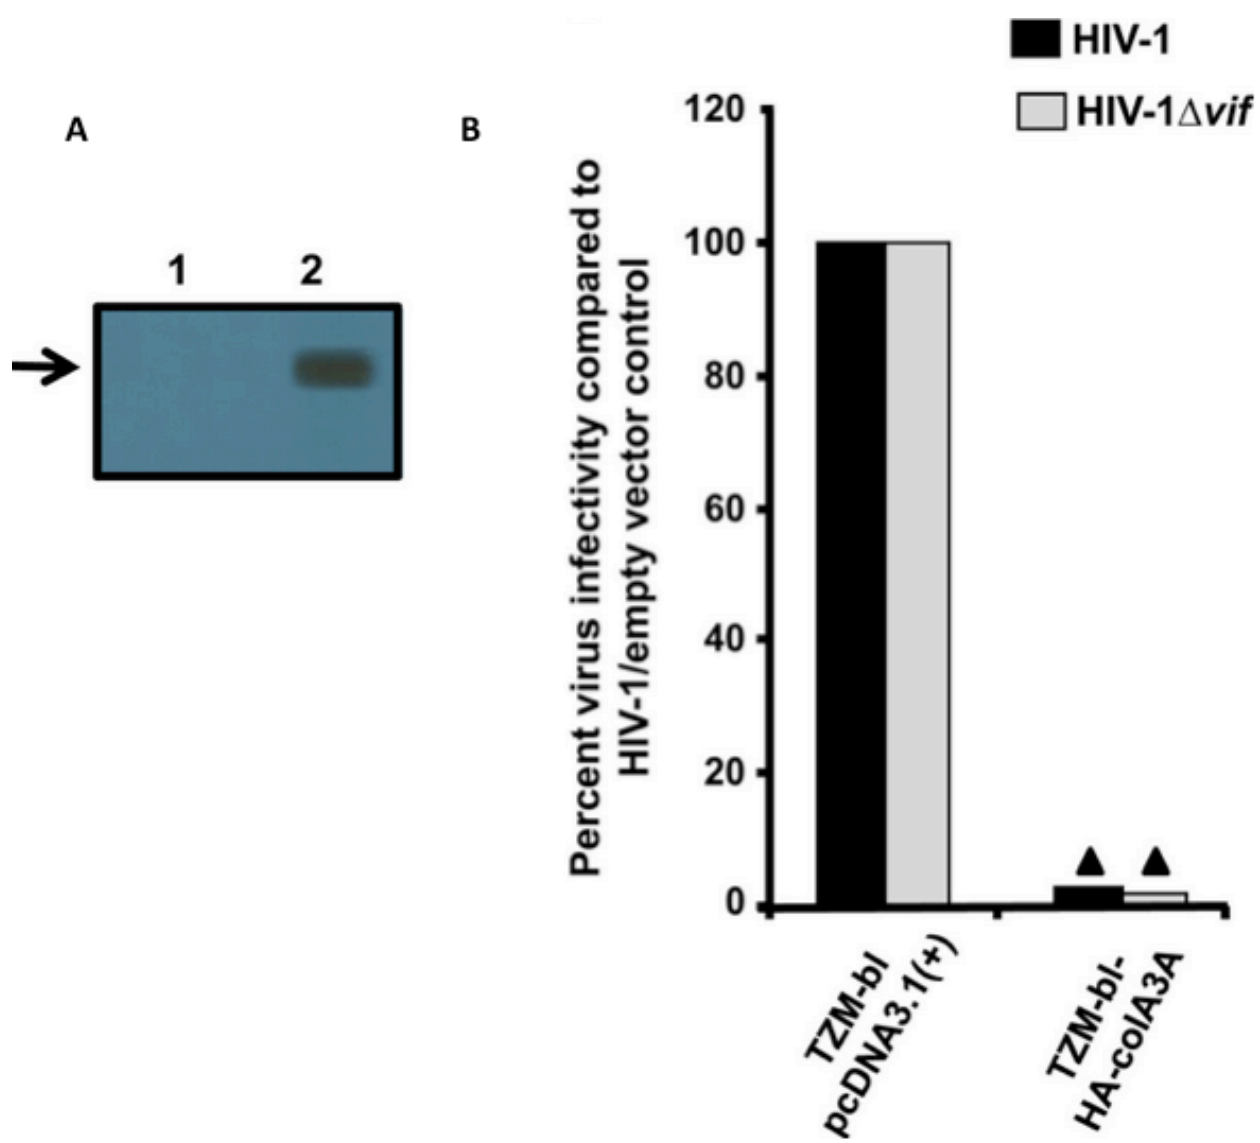 A
1 2
B
HIV-1
HIV-1Δvif
Percent virus infectivity compared to
HIV-1/empty vector control
120
100
80
60
40
20
0
TZM-bl
pcDNA3.1(+)
TZM-bl-
HA-colA3A